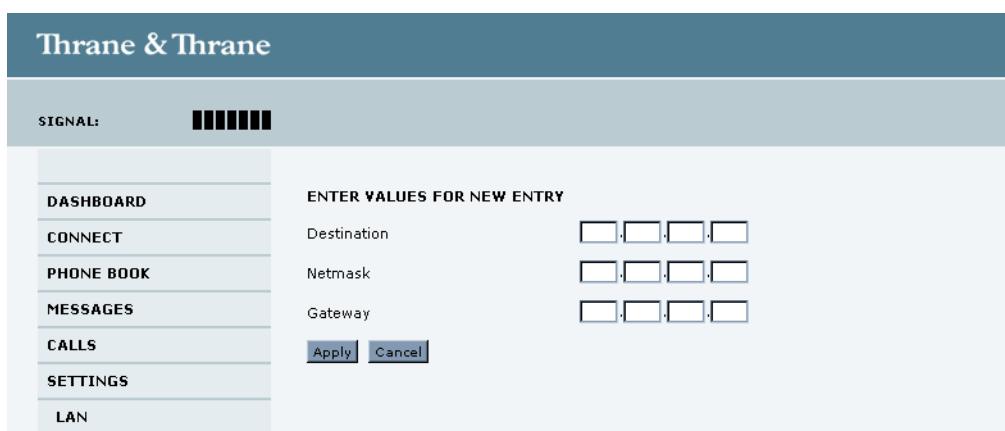 Thrane & Thrane
SIGNAL:
DASHBOARD
CONNECT
PHONE BOOK
MESSAGES
CALLS
SETTINGS
LAN
ENTER VALUES FOR NEW ENTRY
Destination . . .
Netmask . . .
Gateway . . .
Apply Cancel